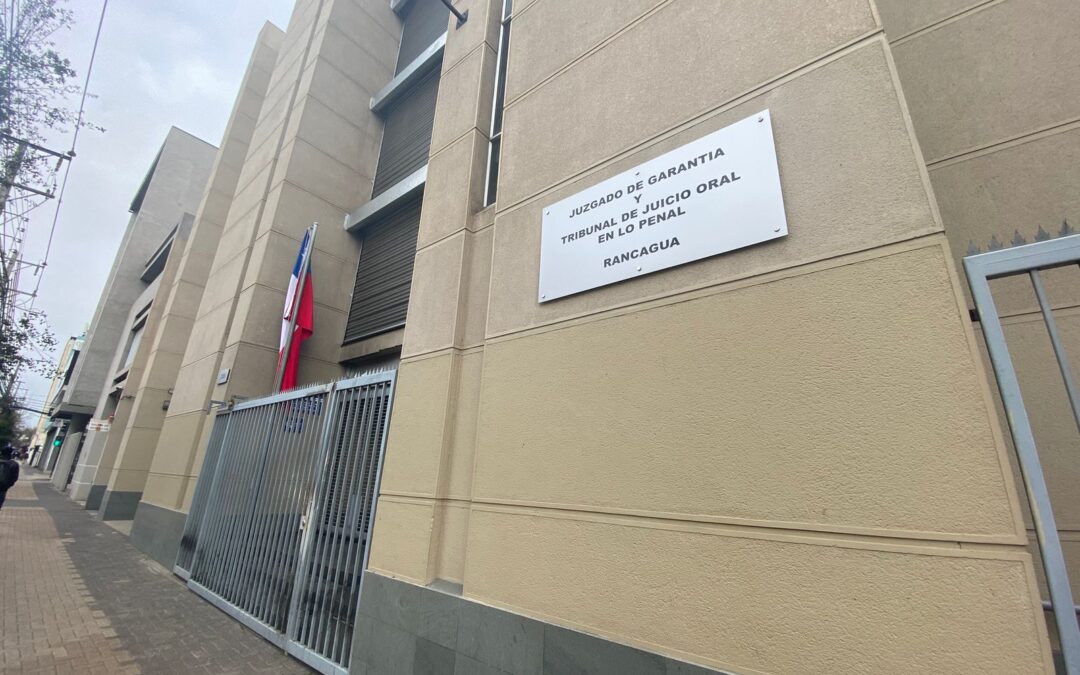 JUZGADO DE GARANTIA
Y
TRIBUNAL DE JUICIO ORAL
EN LO PENAL
RANCAGUA